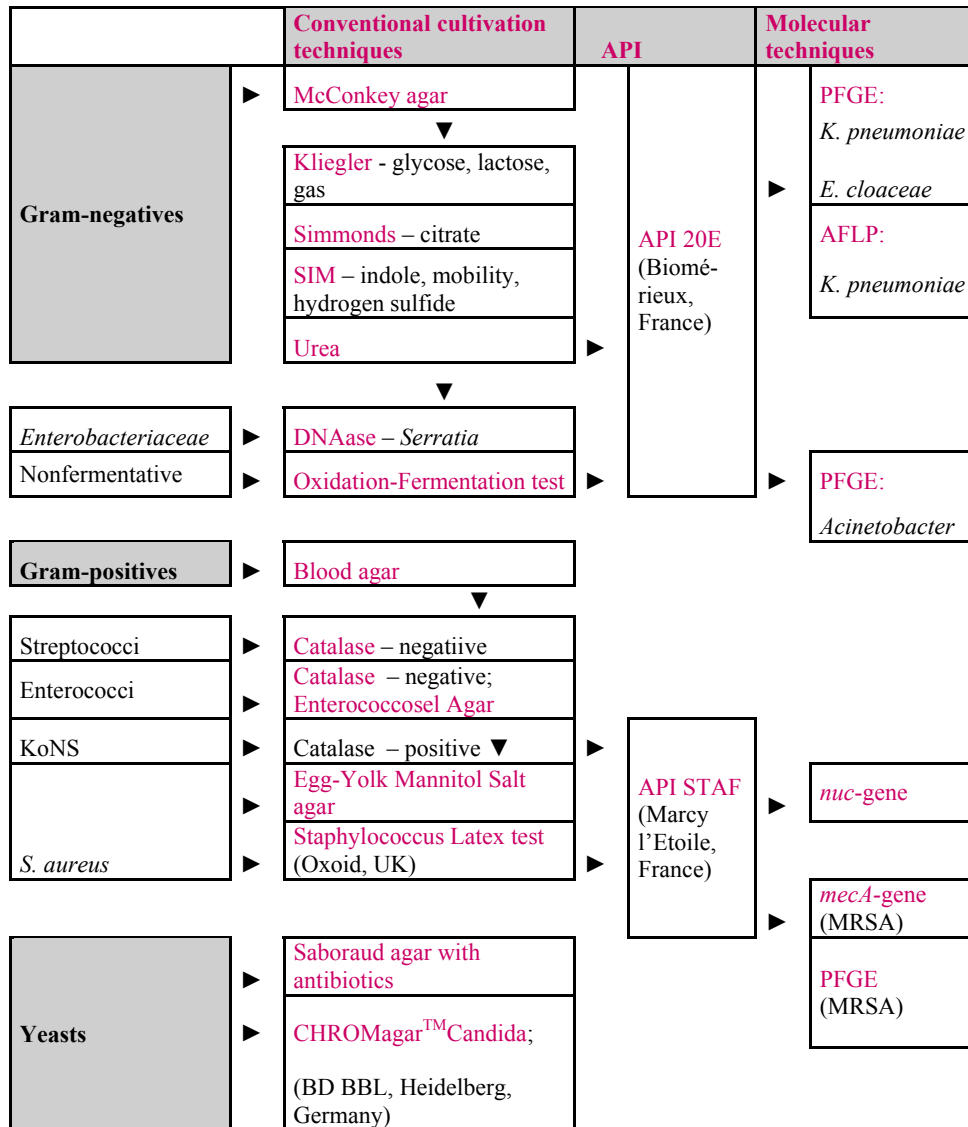 Conventional cultivation
techniques
API
Molecular
techniques
Gram-negatives
►
McConkey agar
▼
Kliegler - glycose, lactose,
gas
Simmonds – citrate
SIM – indole, mobility,
hydrogen sulfide
Urea
►
API 20E
(Biomé-
rieux,
France)
►
PFGE:
K. pneumoniae
E. cloaceae
AFLP:
K. pneumoniae
▼
Enterobacteriaceae
►
DNAase – Serratia
Nonfermentative
►
Oxidation-Fermentation test
►
►
PFGE:
Acinetobacter
Gram-positives
►
Blood agar
▼
Streptococci
►
Catalase – negatiive
Enterococci
►
Catalase – negative;
Enterococcosel Agar
KoNS
►
Catalase – positive ▼
►
S. aureus
►
Egg-Yolk Mannitol Salt
agar
►
Staphylococcus Latex test
(Oxoid, UK)
►
API STAF
(Marcy
l’Etoile,
France)
►
nuc-gene
►
mecA-gene
(MRSA)
PFGE
(MRSA)
Yeasts
►
Saboraud agar with
antibiotics
►
CHROMagarTMCandida;
(BD BBL, Heidelberg,
Germany)